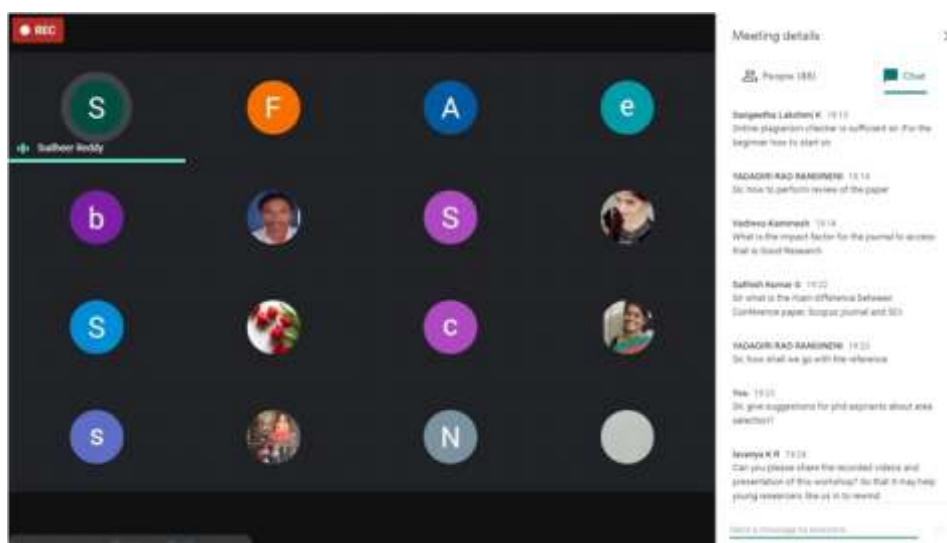 REC
S
F
A
e
Sudheer Reddy
b
S
S
c
s
N
Meeting details
People (88)
Chat
Sangeetha Lakshmi K 19:13
Online plagiarism checker is sufficient sir. For the
beginner how to start sir
YADAGIRI RAO 19:14
Sir, how to perform review of the paper
19:14
What is the impact factor for the journal to access
that is Good Research
Sathish Kumar G 19:22
Sir what is the main difference between
Conference paper, Scopus journal and SCI
YADAGIRI RAO 19:23
Sir, how shall we go with the reference
You 19:23
Sir, give suggestions for phd aspirants about area
selection?
lavanya K R 19:24
Can you please share the recorded videos and
presentation of this workshop? So that it may help
young researchers like us in to rewind
Send a message to everyone